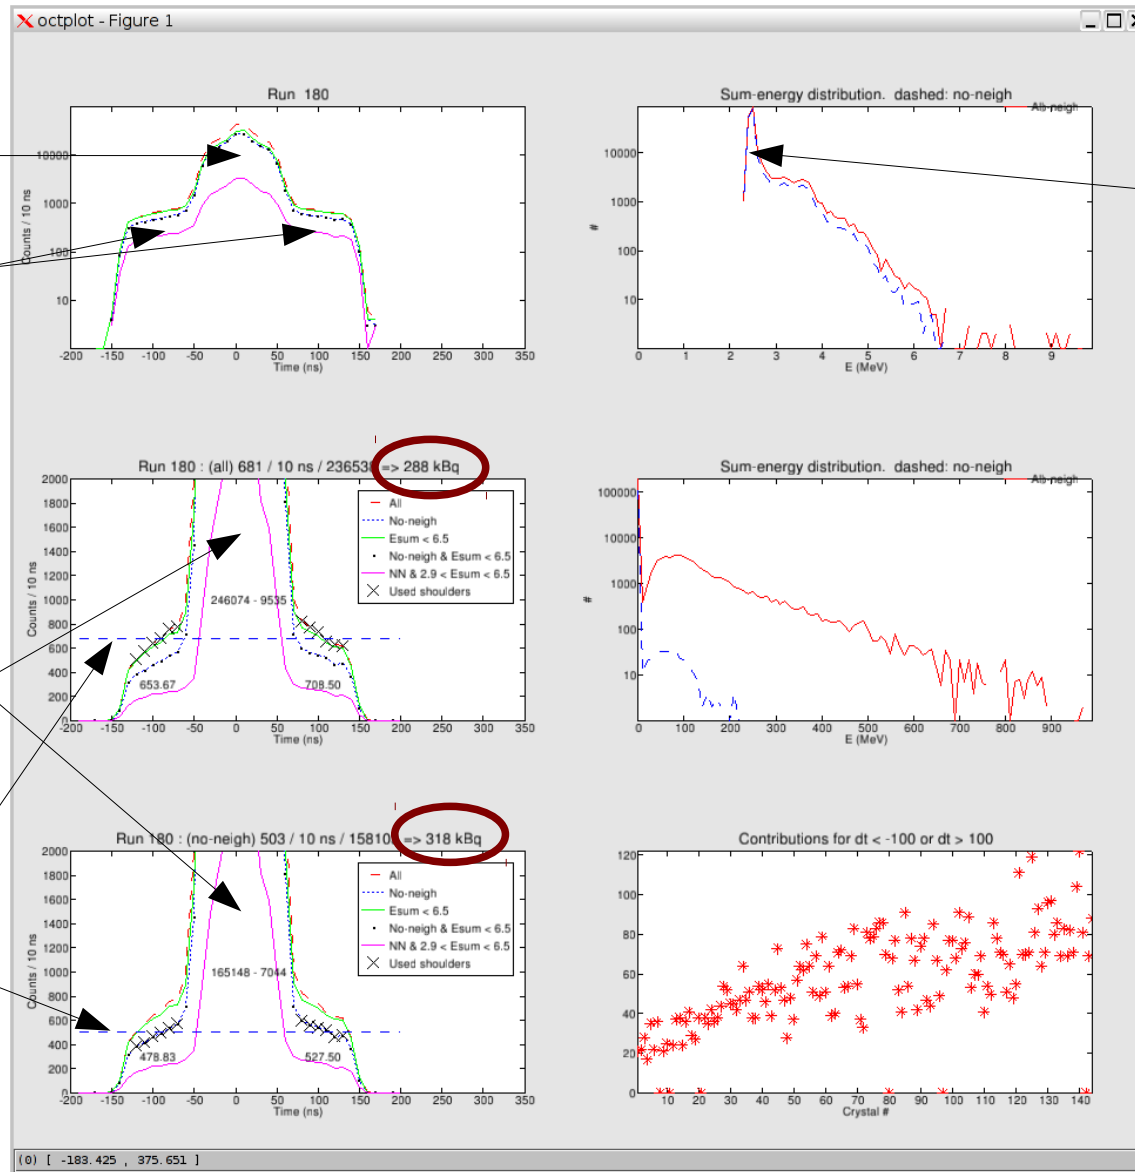 octplot - Figure 1
Run 180
10000
1000
100
10
Counts / 10 ns
-200 -150 -100 -50 0 50 100 150 200 250 300 350
Time (ns)
Sum-energy distribution. dashed: no-neigh
10000
1000
100
10
#
0 1 2 3 4 5 6 7 8 9
E (MeV)
Run 180 : (all) 681 / 10 ns / 236538 => 288 kBq
2000
1800
1600
1400
1200
1000
800
600
400
200
0
Counts / 10 ns
All
No-neigh
Esum < 6.5
No-neigh & Esum < 6.5
NN & 2.9 < Esum < 6.5
Used shoulders
246074 - 9535
653.67
708.50
-200 -150 -100 -50 0 50 100 150 200 250 300 350
Time (ns)
Sum-energy distribution. dashed: no-neigh
100000
10000
1000
100
10
1
#
0 100 200 300 400 500 600 700 800 900
E (MeV)
Run 180 : (no-neigh) 503 / 10 ns / 15810 => 318 kBq
2000
1800
1600
1400
1200
1000
800
600
400
200
0
Counts / 10 ns
All
No-neigh
Esum < 6.5
No-neigh & Esum < 6.5
NN & 2.9 < Esum < 6.5
Used shoulders
165148 - 7044
478.83
527.50
-200 -150 -100 -50 0 50 100 150 200 250 300 350
Time (ns)
Contributions for dt < -100 or dt > 100
120
100
80
60
40
20
0
10 20 30 40 50 60 70 80 90 100 110 120 130 140
Crystal #
(0) [ -183.425 , 375.651 ]